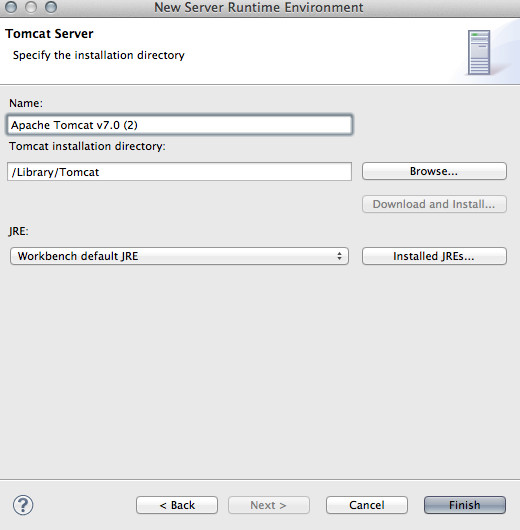 New Server Runtime Environment
Tomcat Server
Specify the installation directory
Name:
Apache Tomcat v7.0 (2)
Tomcat installation directory:
/Library/Tomcat
Browse...
Download and Install...
JRE:
Workbench default JRE
Installed JREs...
?
< Back
Next >
Cancel
Finish